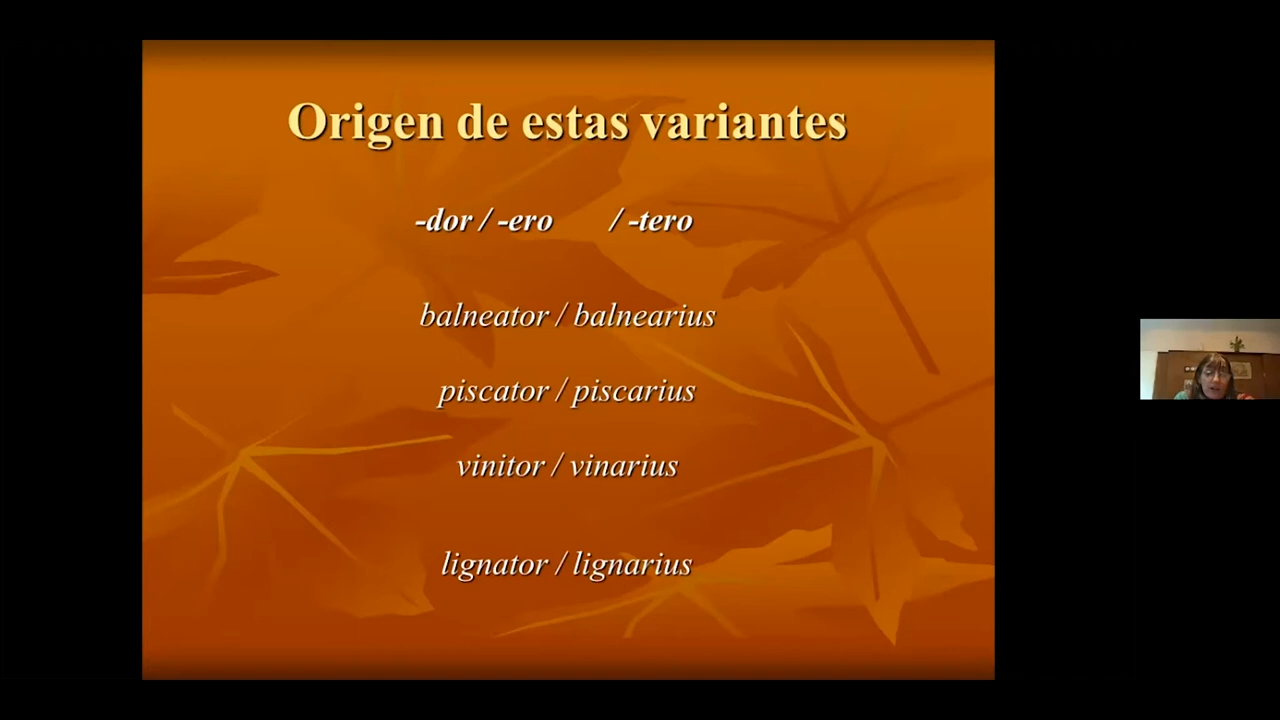 Origen de estas variantes
-dor / -ero / -tero
balneator / balnearius
piscator / piscarius
vinitor / vinarius
lignator / lignarius